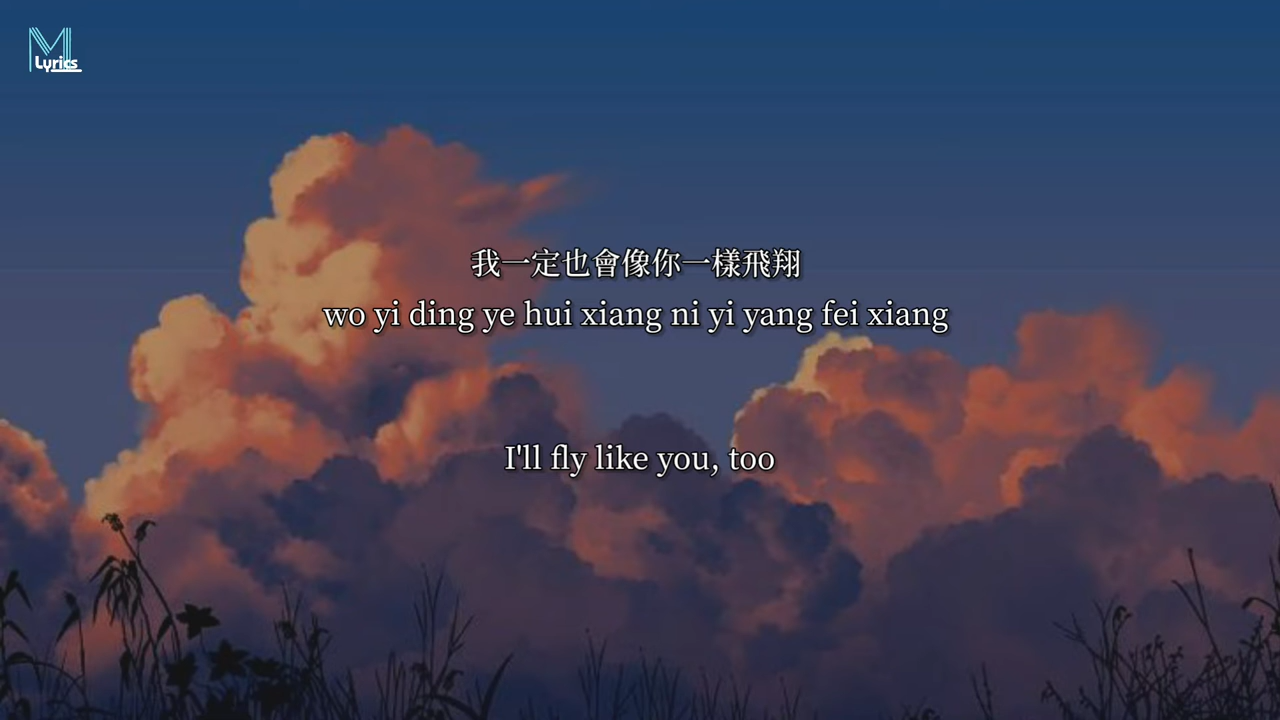 M
Lyrics
我一定也會像你一樣飛翔
wo yi ding ye hui xiang ni yi yang fei xiang
I'll fly like you, too